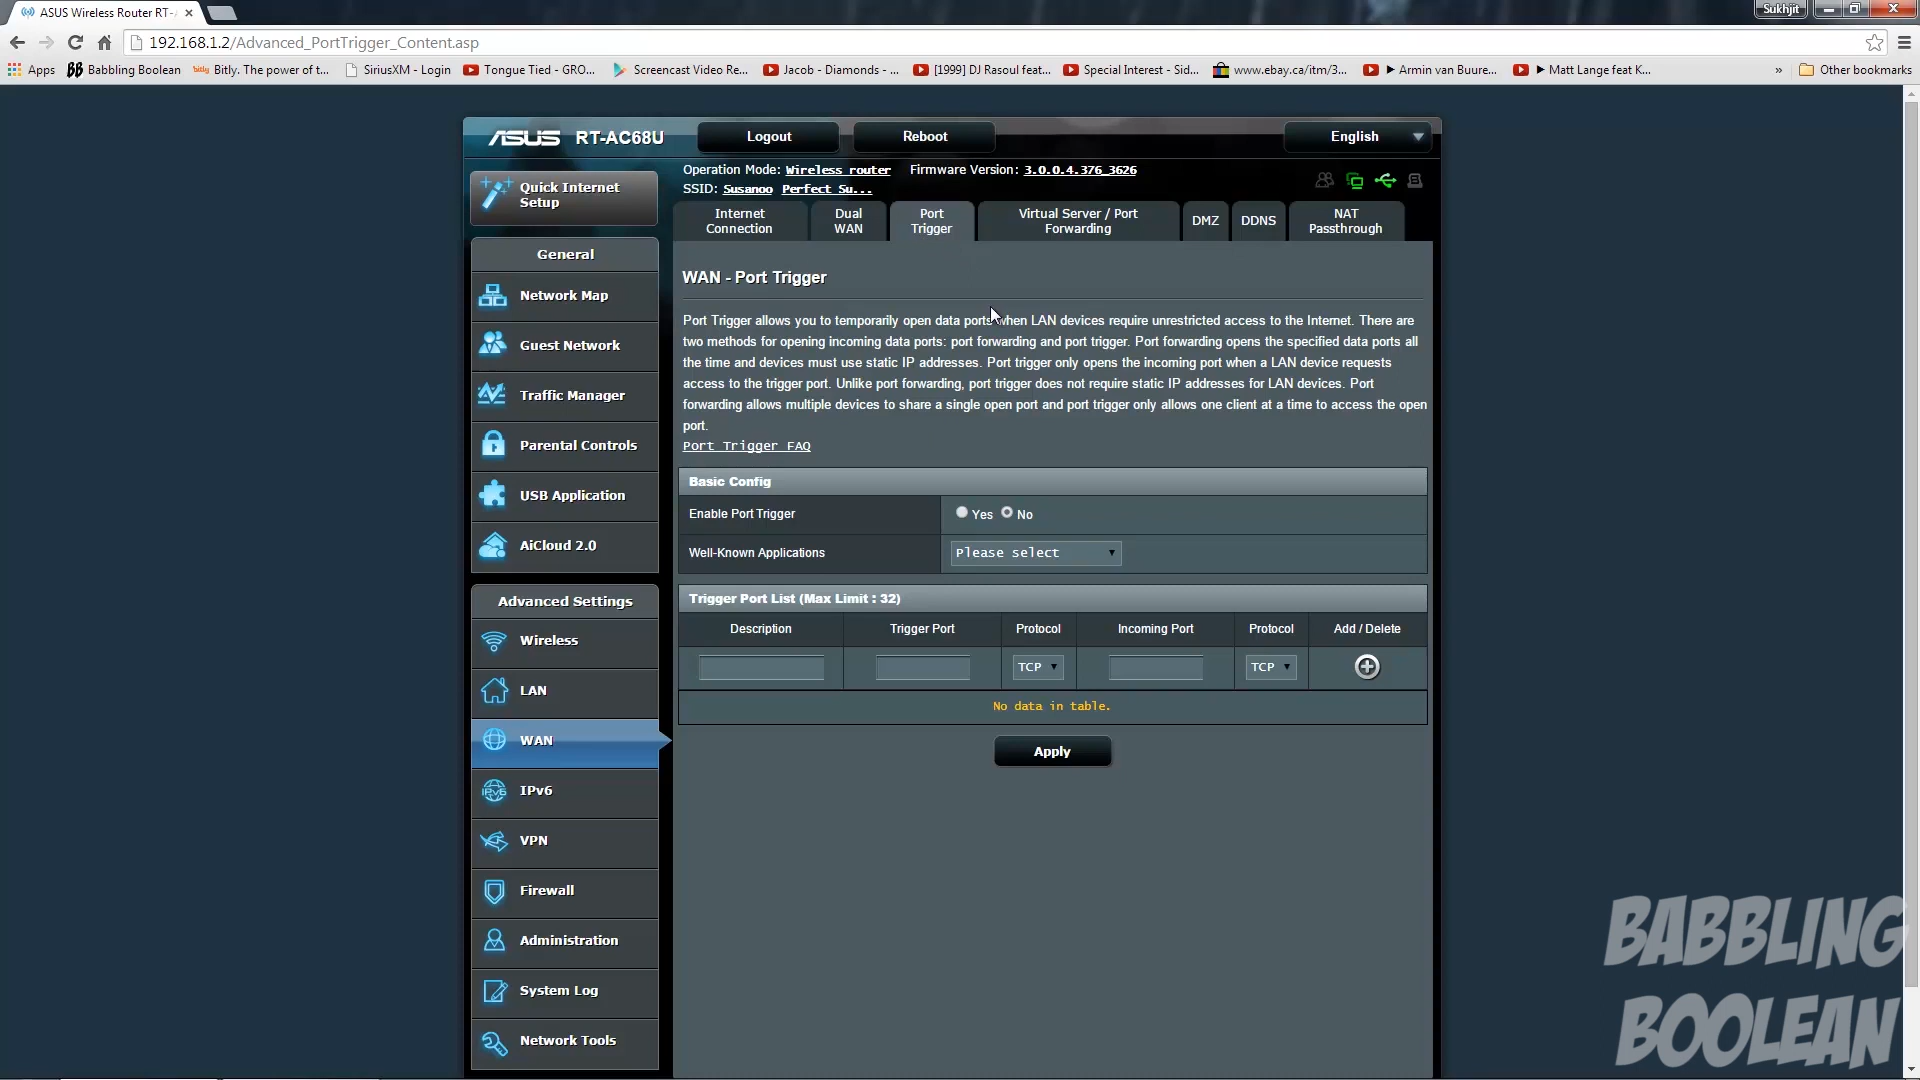 ASUS Wireless Router RT-
Sukhjit
192.168.1.2/Advanced_PortTrigger_Content.asp
Apps BB Babbling Boolean bitly Bitly. The power of t... SiriusXM - Login Tongue Tied - GRO... Screencast Video Re... Jacob - Diamonds - ... [1999] DJ Rasoul feat... Special Interest - Sid... www.ebay.ca/itm/3... ▶ Armin van Buure... ▶ Matt Lange feat K... » Other bookmarks
ASUS RT-AC68U Logout Reboot English
Operation Mode: Wireless router Firmware Version: 3.0.0.4.376_3626
SSID: Susanoo Perfect Su...
Quick Internet
Setup
Internet
Connection
Dual
WAN
Port
Trigger
Virtual Server / Port
Forwarding
DMZ
DDNS
NAT
Passthrough
General
Network Map
Guest Network
Traffic Manager
Parental Controls
USB Application
AiCloud 2.0
Advanced Settings
Wireless
LAN
WAN
IPv6
VPN
Firewall
Administration
System Log
Network Tools
WAN - Port Trigger
Port Trigger allows you to temporarily open data ports when LAN devices require unrestricted access to the Internet. There are
two methods for opening incoming data ports: port forwarding and port trigger. Port forwarding opens the specified data ports all
the time and devices must use static IP addresses. Port trigger only opens the incoming port when a LAN device requests
access to the trigger port. Unlike port forwarding, port trigger does not require static IP addresses for LAN devices. Port
forwarding allows multiple devices to share a single open port and port trigger only allows one client at a time to access the open
port.
Port Trigger FAQ
Basic Config
Enable Port Trigger Yes No
Well-Known Applications Please select
Trigger Port List (Max Limit : 32)
Description Trigger Port Protocol Incoming Port Protocol Add / Delete
TCP TCP
No data in table.
Apply
BABBLING
BOOLEAN